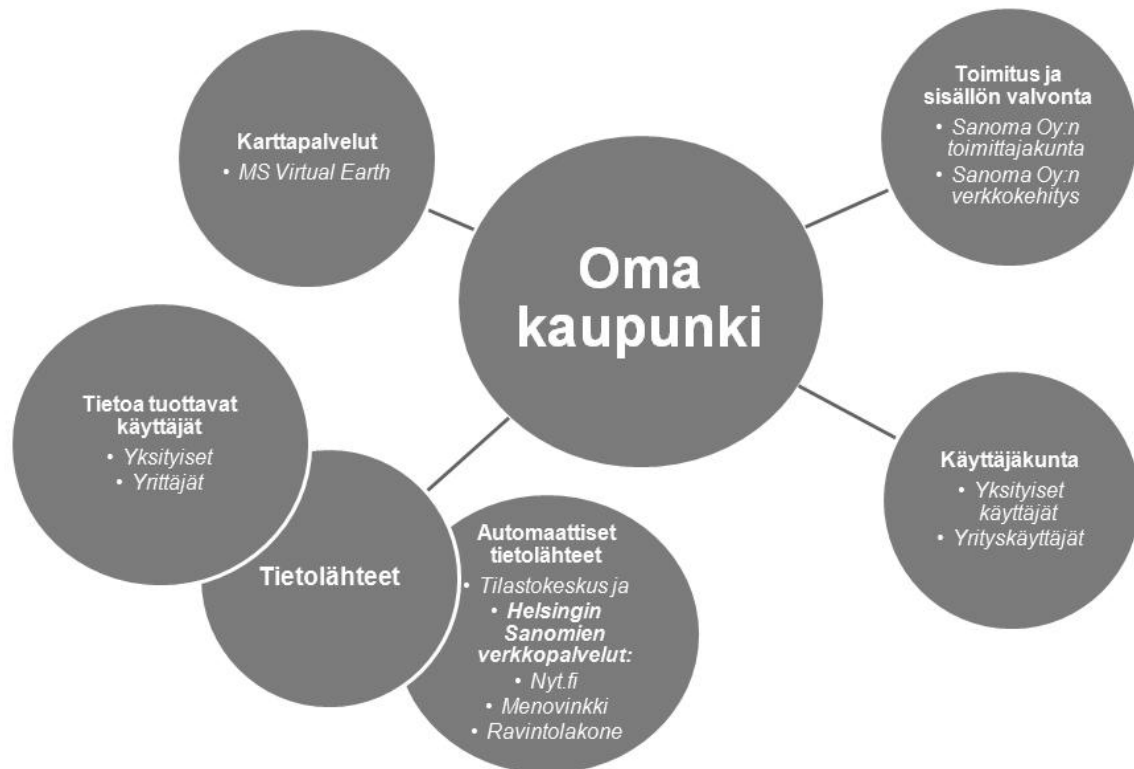 Karttapalvelut
• MS Virtual Earth
Toimitus ja
sisällön valvonta
• Sanoma Oy:n
toimittajakunta
• Sanoma Oy:n
verkkokehitys
Oma
kaupunki
Tietoa tuottavat
käyttäjät
• Yksityiset
• Yrittäjät
Tietolähteet
Automaattiset
tietolähteet
• Tilastokeskus ja
• Helsingin
Sanomien
verkkopalvelut:
• Nyt.fi
• Menovinkki
• Ravintolakone
Käyttäjäkunta
• Yksityiset
käyttäjät
• Yrityskäyttäjät